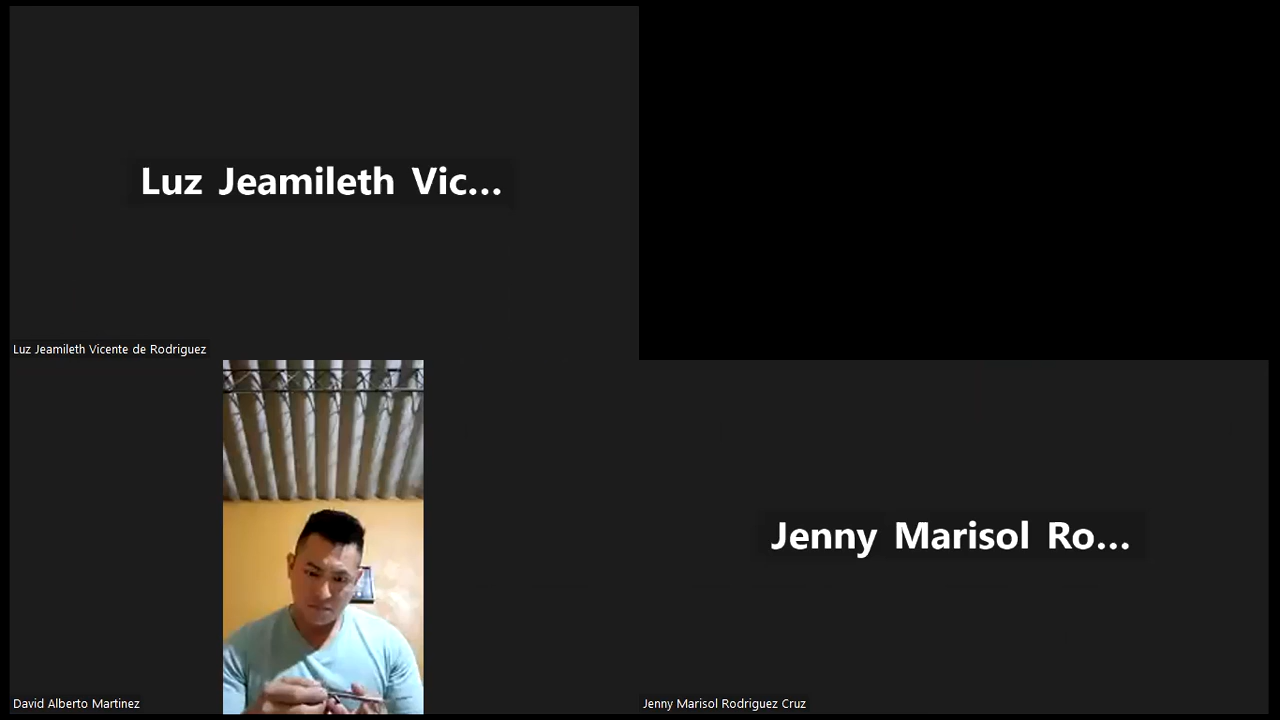 Luz Jeamileth Vic...
Luz Jeamileth Vicente de Rodriguez
Jenny Marisol Ro...
David Alberto Martinez
Jenny Marisol Rodriguez Cruz